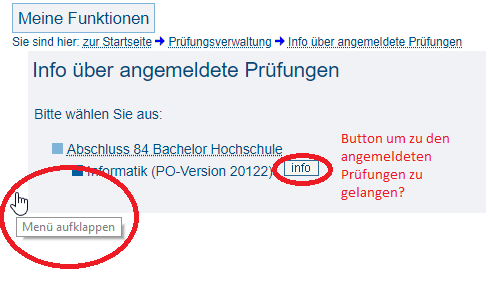 Meine Funktionen
Sie sind hier: zur Startseite Prüfungsverwaltung Info über angemeldete Prüfungen
Info über angemeldete Prüfungen
Bitte wählen Sie aus:
Abschluss 84 Bachelor Hochschule
Informatik (PO-Version 20122) info
Button um zu den
angemeldeten
Prüfungen zu
gelangen?
Menü aufklappen